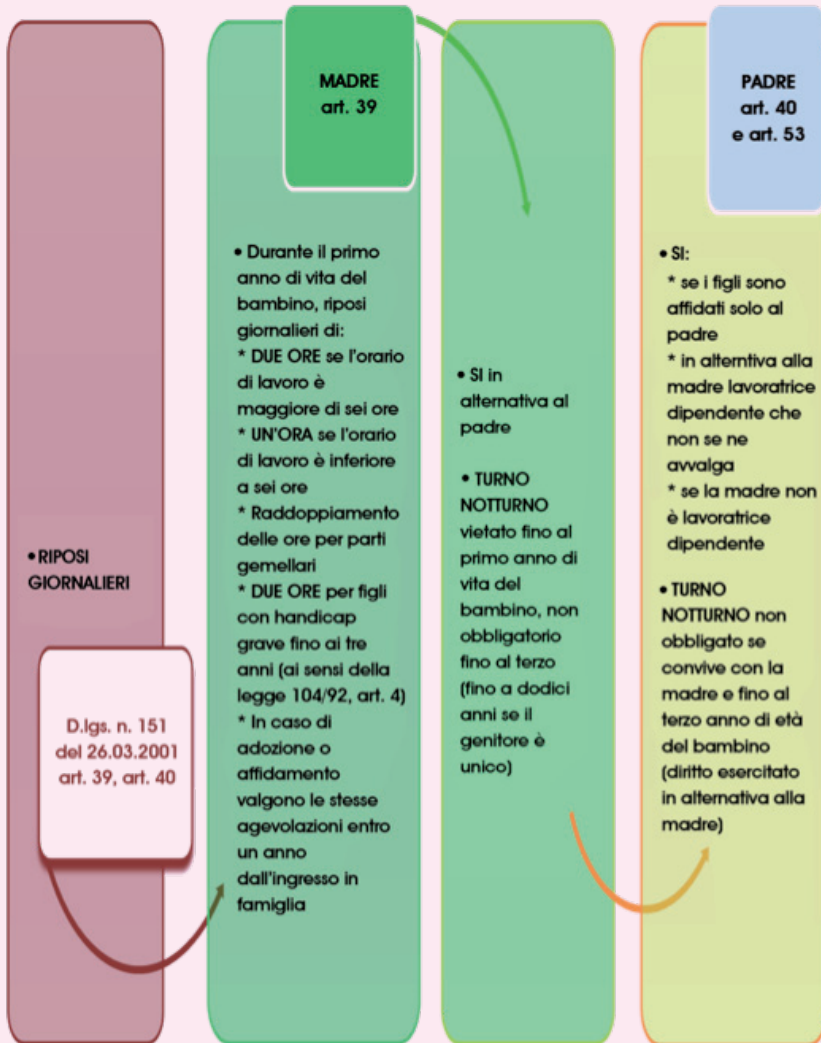 • RIPOSI
GIORNALIERI
D.lgs. n. 151
del 26.03.2001
art. 39, art. 40
MADRE
art. 39
• Durante il primo
anno di vita del
bambino, riposi
giornalieri di:
* DUE ORE se l'orario
di lavoro è
maggiore di sei ore
* UN'ORA se l'orario
di lavoro è inferiore
a sei ore
* Raddoppiamento
delle ore per parti
gemellari
* DUE ORE per figli
con handicap
grave fino ai tre
anni (ai sensi della
legge 104/92, art. 4)
* In caso di
adozione o
affidamento
valgono le stesse
agevolazioni entro
un anno
dall'ingresso in
famiglia
• SI in
alternativa al
padre
• TURNO
NOTTURNO
vietato fino al
primo anno di
vita del
bambino, non
obbligatorio
fino al terzo
(fino a dodici
anni se il
genitore è
unico)
PADRE
art. 40
e art. 53
• SI:
* se i figli sono
affidati solo al
padre
* in alterntiva alla
madre lavoratrice
dipendente che
non se ne
avvalga
* se la madre non
è lavoratrice
dipendente
• TURNO
NOTTURNO non
obbligato se
convive con la
madre e fino al
terzo anno di età
del bambino
(diritto esercitato
in alternativa alla
madre)